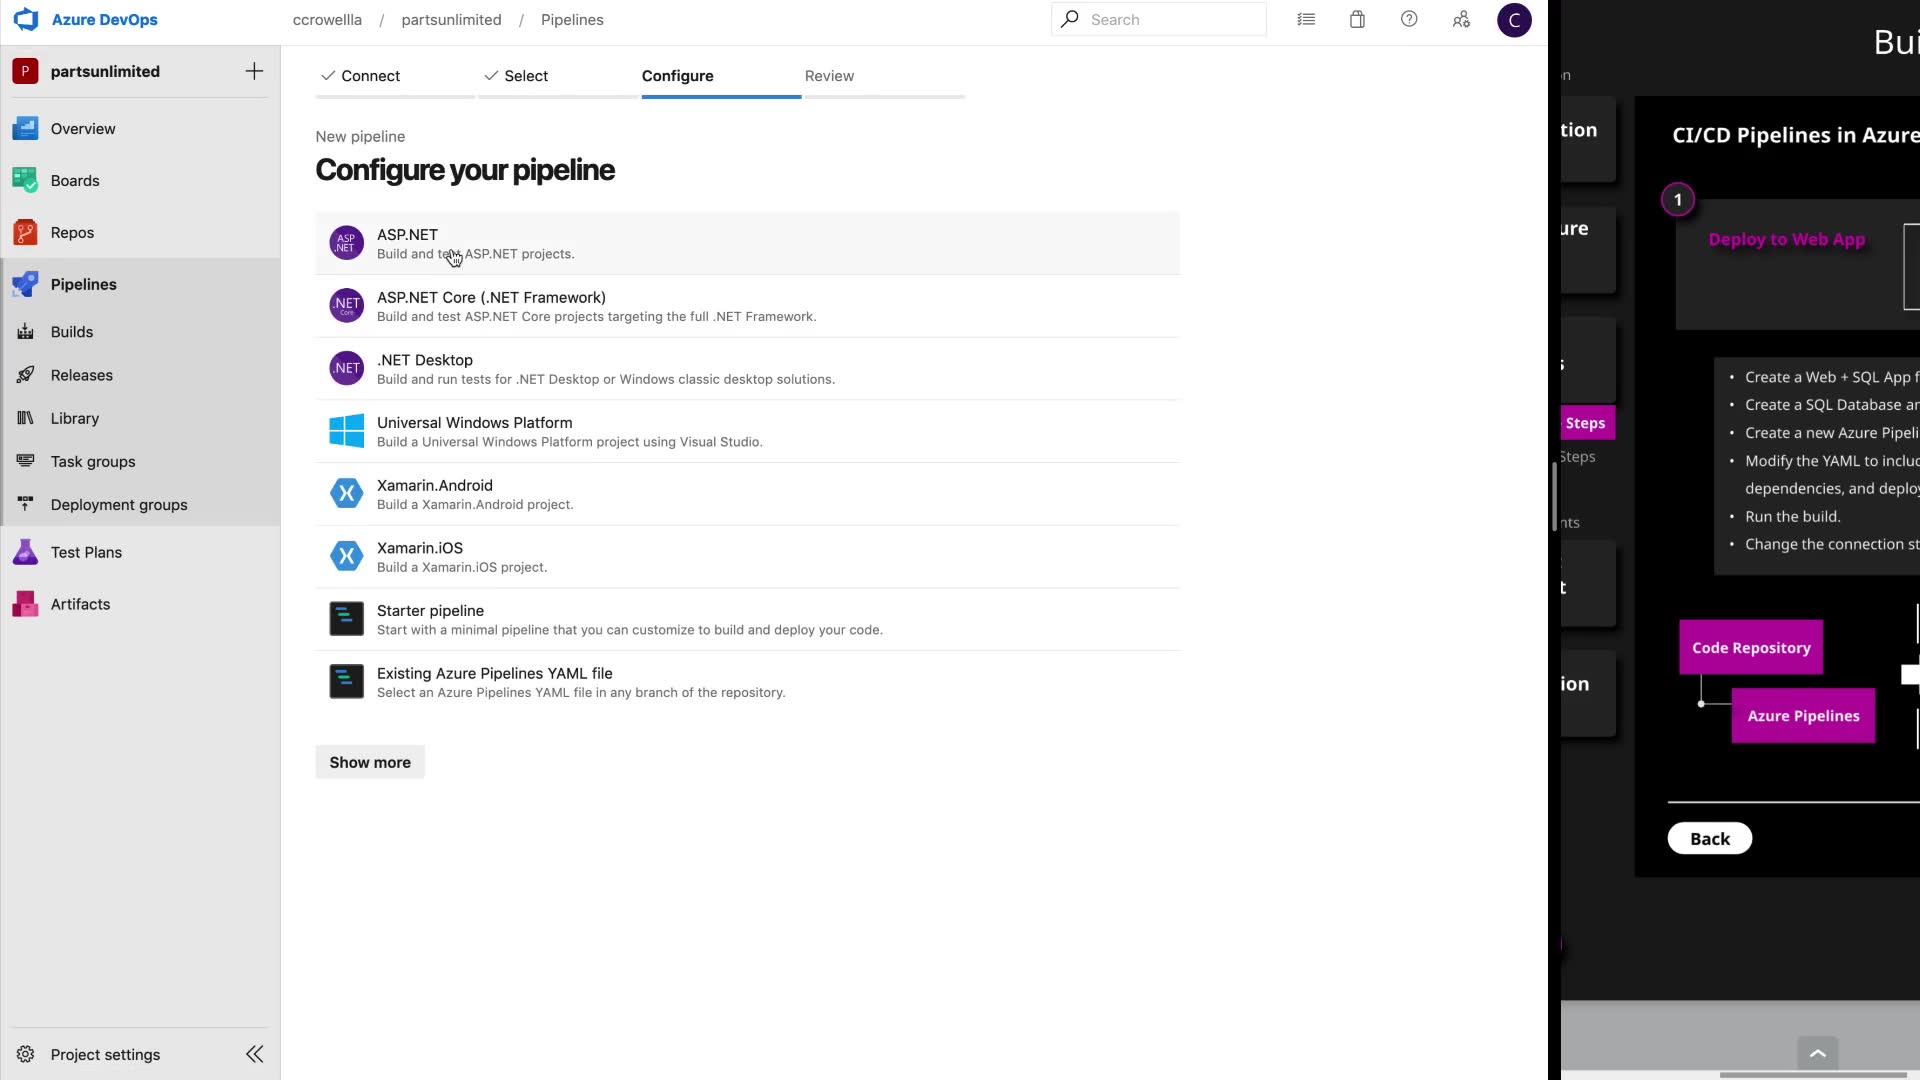 Azure DevOps
ccrowellla / partsunlimited / Pipelines
Search
C
P partsunlimited
Overview
Boards
Repos
Pipelines
Builds
Releases
Library
Task groups
Deployment groups
Test Plans
Artifacts
Project settings
Connect
Select
Configure
Review
New pipeline
Configure your pipeline
ASP .NET
ASP.NET
Build and test ASP.NET projects.
.NET Core
ASP.NET Core (.NET Framework)
Build and test ASP.NET Core projects targeting the full .NET Framework.
.NET
.NET Desktop
Build and run tests for .NET Desktop or Windows classic desktop solutions.
Universal Windows Platform
Build a Universal Windows Platform project using Visual Studio.
Xamarin.Android
Build a Xamarin.Android project.
Xamarin.iOS
Build a Xamarin.iOS project.
Starter pipeline
Start with a minimal pipeline that you can customize to build and deploy your code.
Existing Azure Pipelines YAML file
Select an Azure Pipelines YAML file in any branch of the repository.
Show more
Bui
n
tion
ure
s
Steps
Steps
nts
t
ion
CI/CD Pipelines in Azure
1
Deploy to Web App
• Create a Web + SQL App f
• Create a SQL Database an
• Create a new Azure Pipeli
• Modify the YAML to includ
dependencies, and deploy
• Run the build.
• Change the connection st
Code Repository
Azure Pipelines
Back